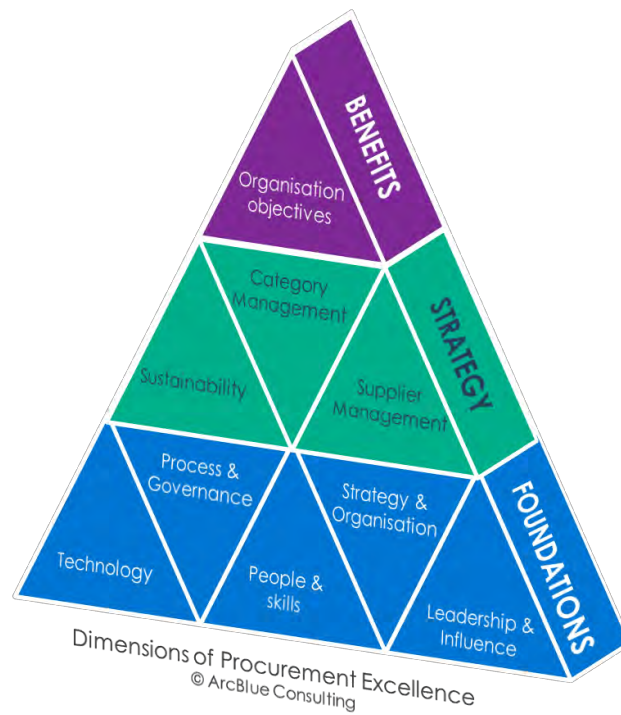 BENEFITS
Organisation
objectives
STRATEGY
Category
Management
Sustainability
Supplier
Management
FOUNDATIONS
Process &
Governance
Strategy &
Organisation
Technology
People &
skills
Leadership &
Influence
Dimensions of Procurement Excellence
© ArcBlue Consulting